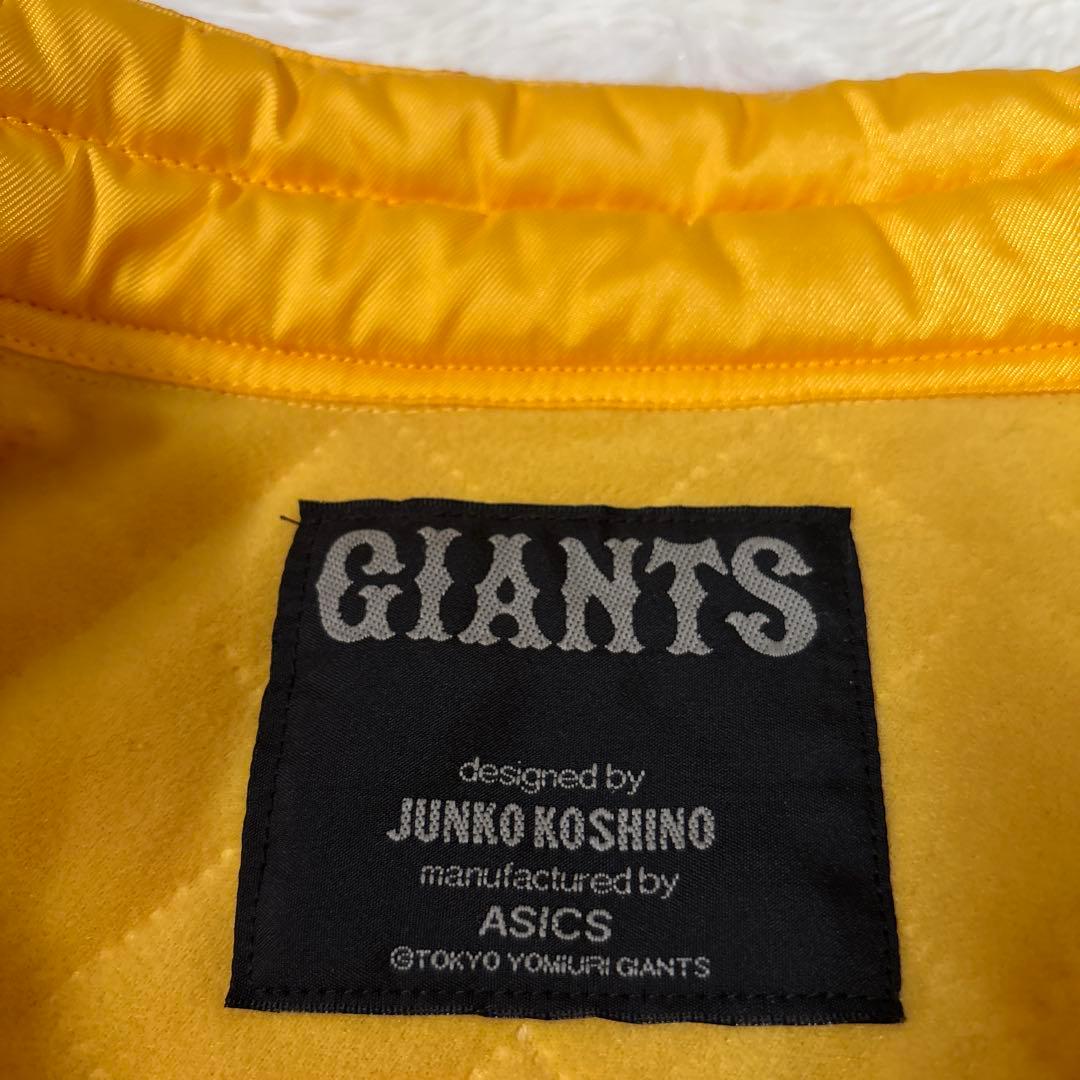 GIANTS
designed by
JUNKO KOSHINO
manufactured by
ASICS
©TOKYO YOMIURI GIANTS